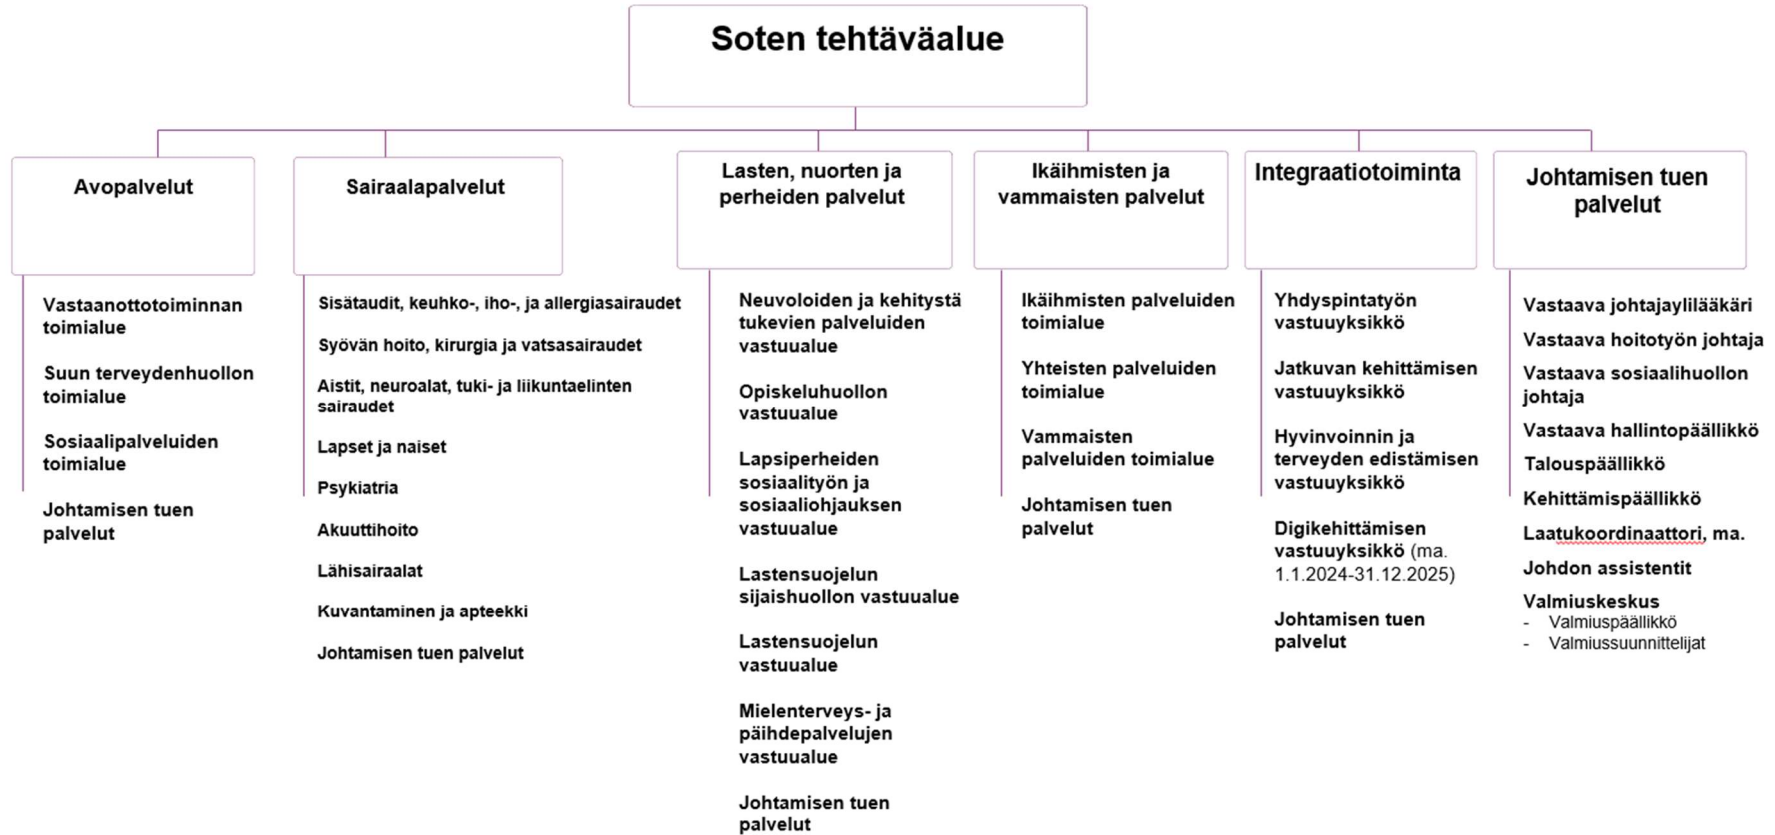 Soten tehtäväalue
Avopalvelut
Vastaanottotoiminnan
toimialue
Suun terveydenhuollon
toimialue
Sosiaalipalveluiden
toimialue
Johtamisen tuen
palvelut
Sairaalapalvelut
Sisätaudit, keuhko-, iho-, ja allergiasairaudet
Syövän hoito, kirurgia ja vatsasairaudet
Aistit, neuroalat, tuki- ja liikuntaelinten
sairaudet
Lapset ja naiset
Psykiatria
Akuuttihoito
Lähisairaalat
Kuvantaminen ja apteekki
Johtamisen tuen palvelut
Lasten, nuorten ja
perheiden palvelut
Neuvoloiden ja kehitystä
tukevien palveluiden
vastuualue
Opiskeluhuollon
vastuualue
Lapsiperheiden
sosiaalityön ja
sosiaaliohjauksen
vastuualue
Lastensuojelun
sijaishuollon vastuualue
Lastensuojelun
vastuualue
Mielenterveys- ja
päihdepalvelujen
vastuualue
Johtamisen tuen
palvelut
Ikäihmisten ja
vammaisten palvelut
Ikäihmisten palveluiden
toimialue
Yhteisten palveluiden
toimialue
Vammaisten
palveluiden toimialue
Johtamisen tuen
palvelut
Integraatiotoiminta
Yhdyspintatyön
vastuuyksikkö
Jatkuvan kehittämisen
vastuuyksikkö
Hyvinvoinnin ja
terveyden edistämisen
vastuuyksikkö
Digikehittämisen
vastuuyksikkö (ma.
1.1.2024-31.12.2025)
Johtamisen tuen
palvelut
Johtamisen tuen
palvelut
Vastaava johtajaylilääkäri
Vastaava hoitotyön johtaja
Vastaava sosiaalihuollon
johtaja
Vastaava hallintopäällikkö
Talouspäällikkö
Kehittämispäällikkö
Laatukoordinaattori, ma.
Johdon assistentit
Valmiuskeskus
- Valmiuspäällikkö
- Valmiussuunnittelijat